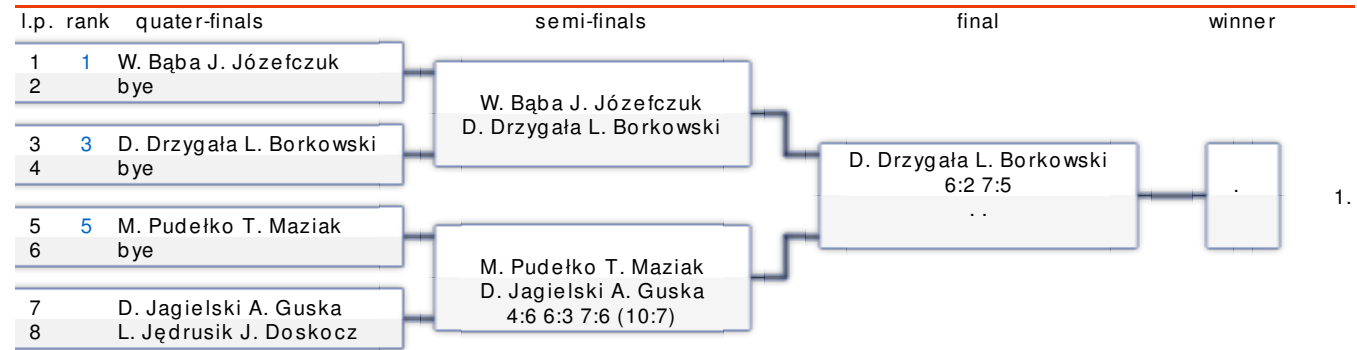 l.p. rank quater-finals semi-finals final winner
1 1 W. Bąba J. Józefczuk
2 bye
3 3 D. Drzygała L. Borkowski
4 bye
5 5 M. Pudełko T. Maziak
6 bye
7 D. Jagielski A. Guska
8 L. Jędrusik J. Doskocz
W. Bąba J. Józefczuk
D. Drzygała L. Borkowski
M. Pudełko T. Maziak
D. Jagielski A. Guska
4:6 6:3 7:6 (10:7)
D. Drzygała L. Borkowski
6:2 7:5
. .
.
1.